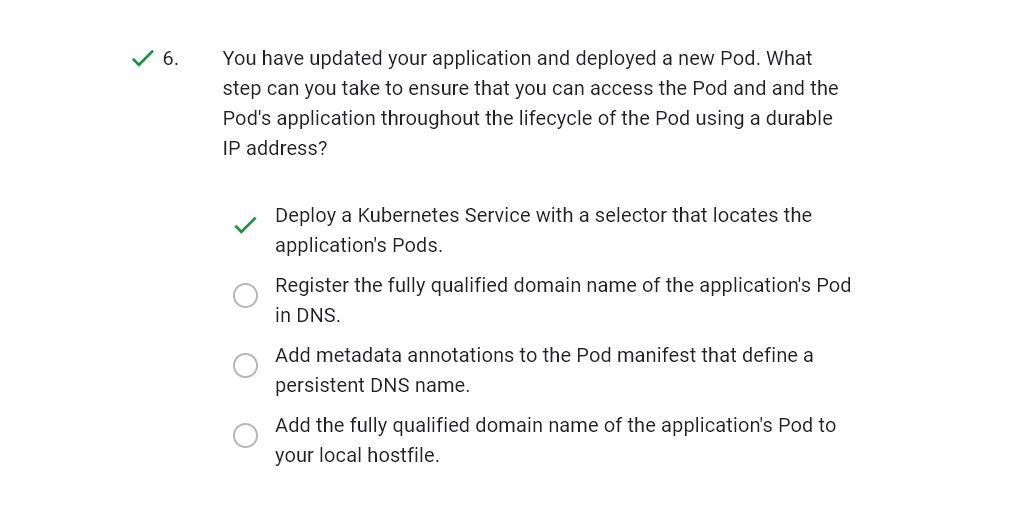 6. You have updated your application and deployed a new Pod. What
step can you take to ensure that you can access the Pod and and the
Pod's application throughout the lifecycle of the Pod using a durable
IP address?
Deploy a Kubernetes Service with a selector that locates the
application's Pods.
Register the fully qualified domain name of the application's Pod
in DNS.
Add metadata annotations to the Pod manifest that define a
persistent DNS name.
Add the fully qualified domain name of the application's Pod to
your local hostfile.